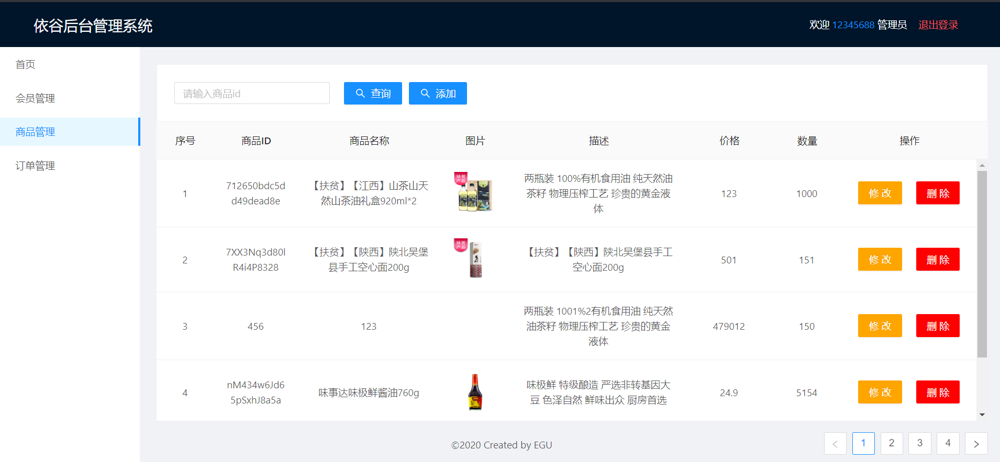 依谷后台管理系统
欢迎 12345688 管理员 退出登录
首页
会员管理
商品管理
订单管理
请输入商品id
查询
添加
序号 商品ID 商品名称 图片 描述 价格 数量 操作
1
712650bdc5d
d49dead8e
【扶贫】【江西】山茶山天
然山茶油礼盒920ml*2
扶贫
产品
两瓶装 100%有机食用油 纯天然油
茶籽 物理压榨工艺 珍贵的黄金液
体
123
1000
修 改
删 除
2
7XX3Nq3d80l
R4i4P8328
【扶贫】【陕西】陕北吴堡
县手工空心面200g
扶贫
产品
【扶贫】【陕西】陕北吴堡县手工
空心面200g
501
151
修 改
删 除
3
456
123
两瓶装 1001%2有机食用油 纯天然
油茶籽 物理压榨工艺 珍贵的黄金
液体
479012
150
修 改
删 除
4
nM434w6Jd6
5pSxhJ8a5a
味事达味极鲜酱油760g
味极鲜 特级酿造 严选非转基因大
豆 色泽自然 鲜味出众 厨房首选
24.9
5154
修 改
删 除
©2020 Created by EGU
< 1 2 3 4 >